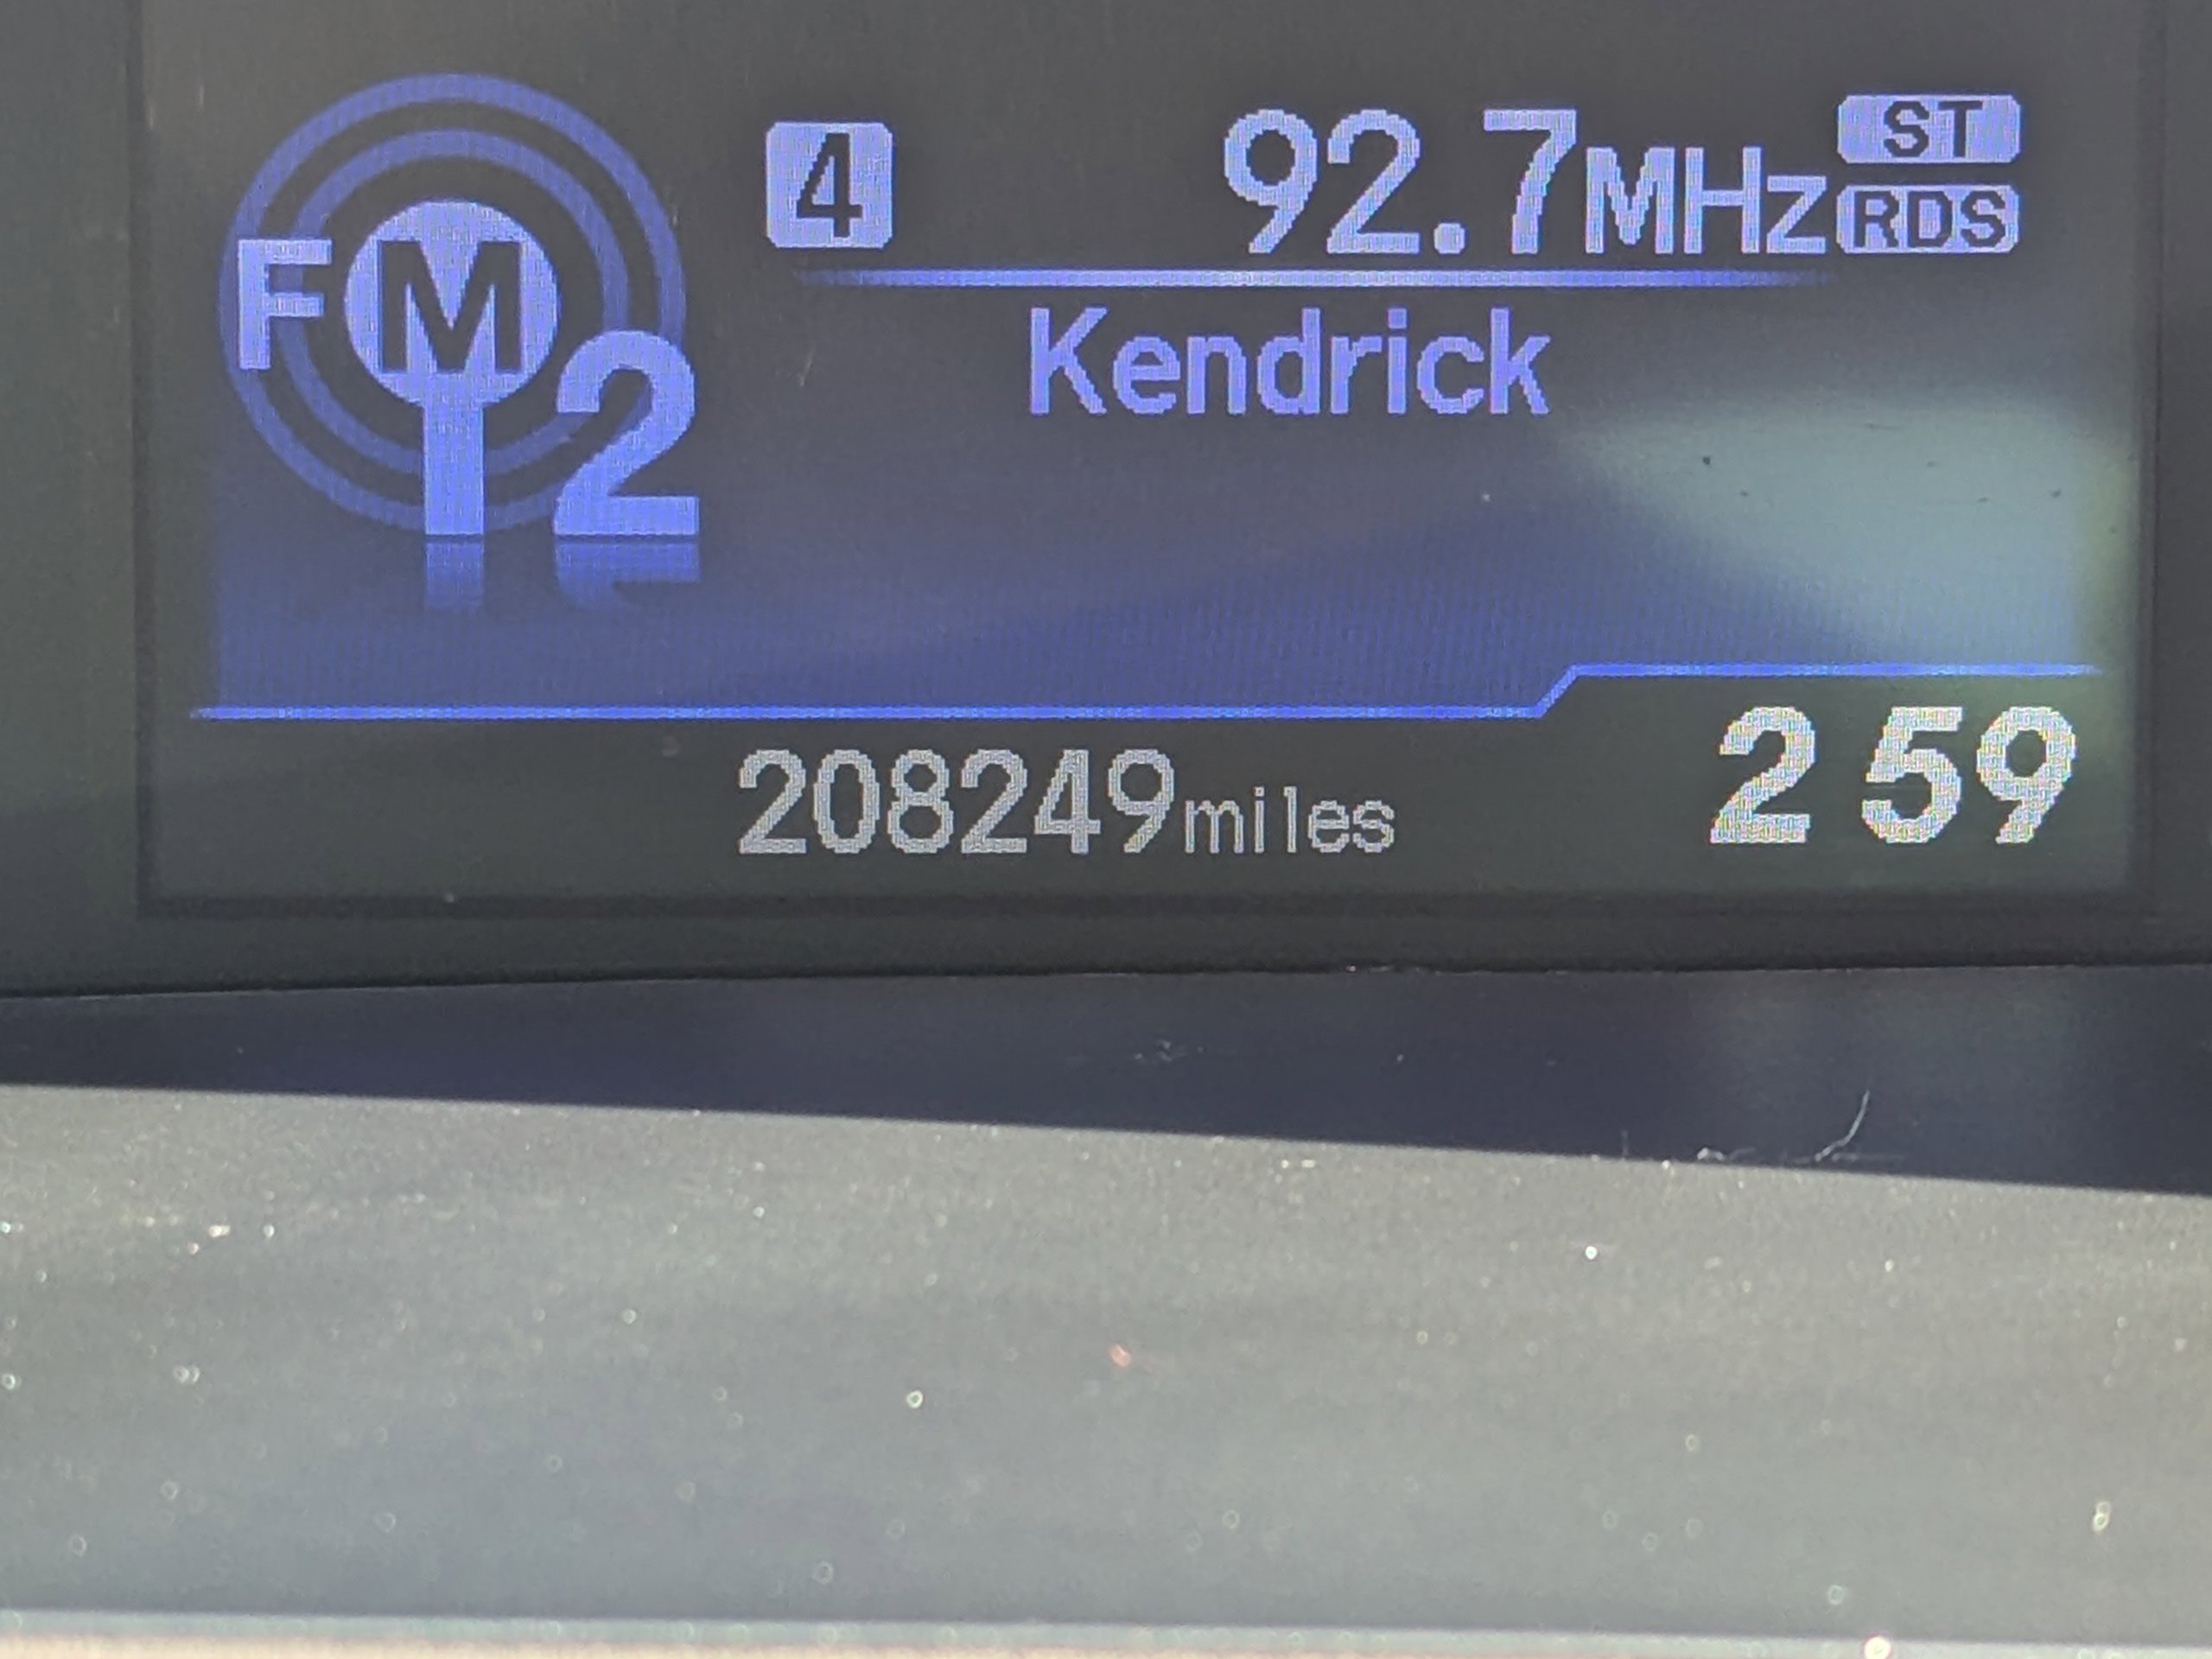 FM2
4 92.7MHz ST
RDS
Kendrick
208249miles
2 59